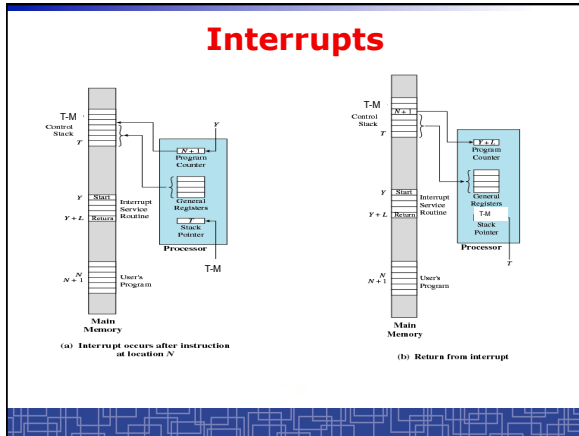 Interrupts
T-M
Control
Stack
T
Y
N + 1
Program
Counter
General
Registers
T
Stack
Pointer
Processor
T-M
Y
Start
Interrupt
Service
Routine
Y + L
Return
N
N + 1
User's
Program
Main
Memory
(a) Interrupt occurs after instruction
at location N
T-M
Control
Stack
T
N + 1
Y + L
Program
Counter
General
Registers
T-M
Stack
Pointer
Processor
T
Y
Start
Interrupt
Service
Routine
Y + L
Return
N
N + 1
User's
Program
Main
Memory
(b) Return from interrupt